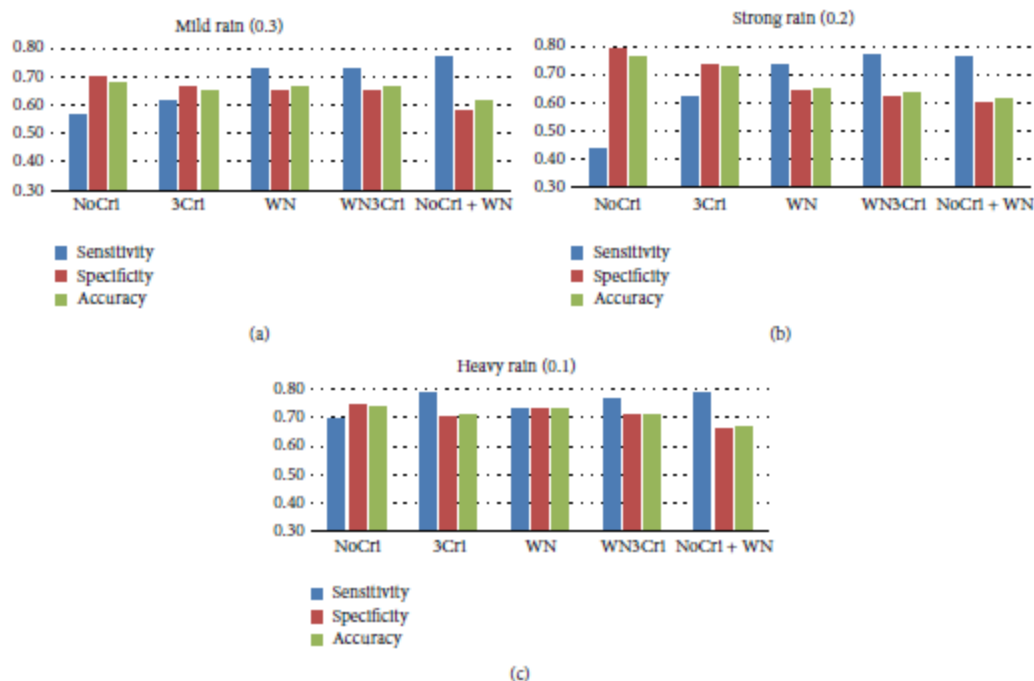 Mild rain (0.3)
0.80
0.70
0.60
0.50
0.40
0.30
NoCri 3Cri WN WN3Cri NoCri + WN
Sensitivity
Specificity
Accuracy
(a)
Strong rain (0.2)
0.80
0.70
0.60
0.50
0.40
0.30
NoCri 3Cri WN WN3Cri NoCri + WN
Sensitivity
Specificity
Accuracy
(b)
Heavy rain (0.1)
0.80
0.70
0.60
0.50
0.40
0.30
NoCri 3Cri WN WN3Cri NoCri + WN
Sensitivity
Specificity
Accuracy
(c)